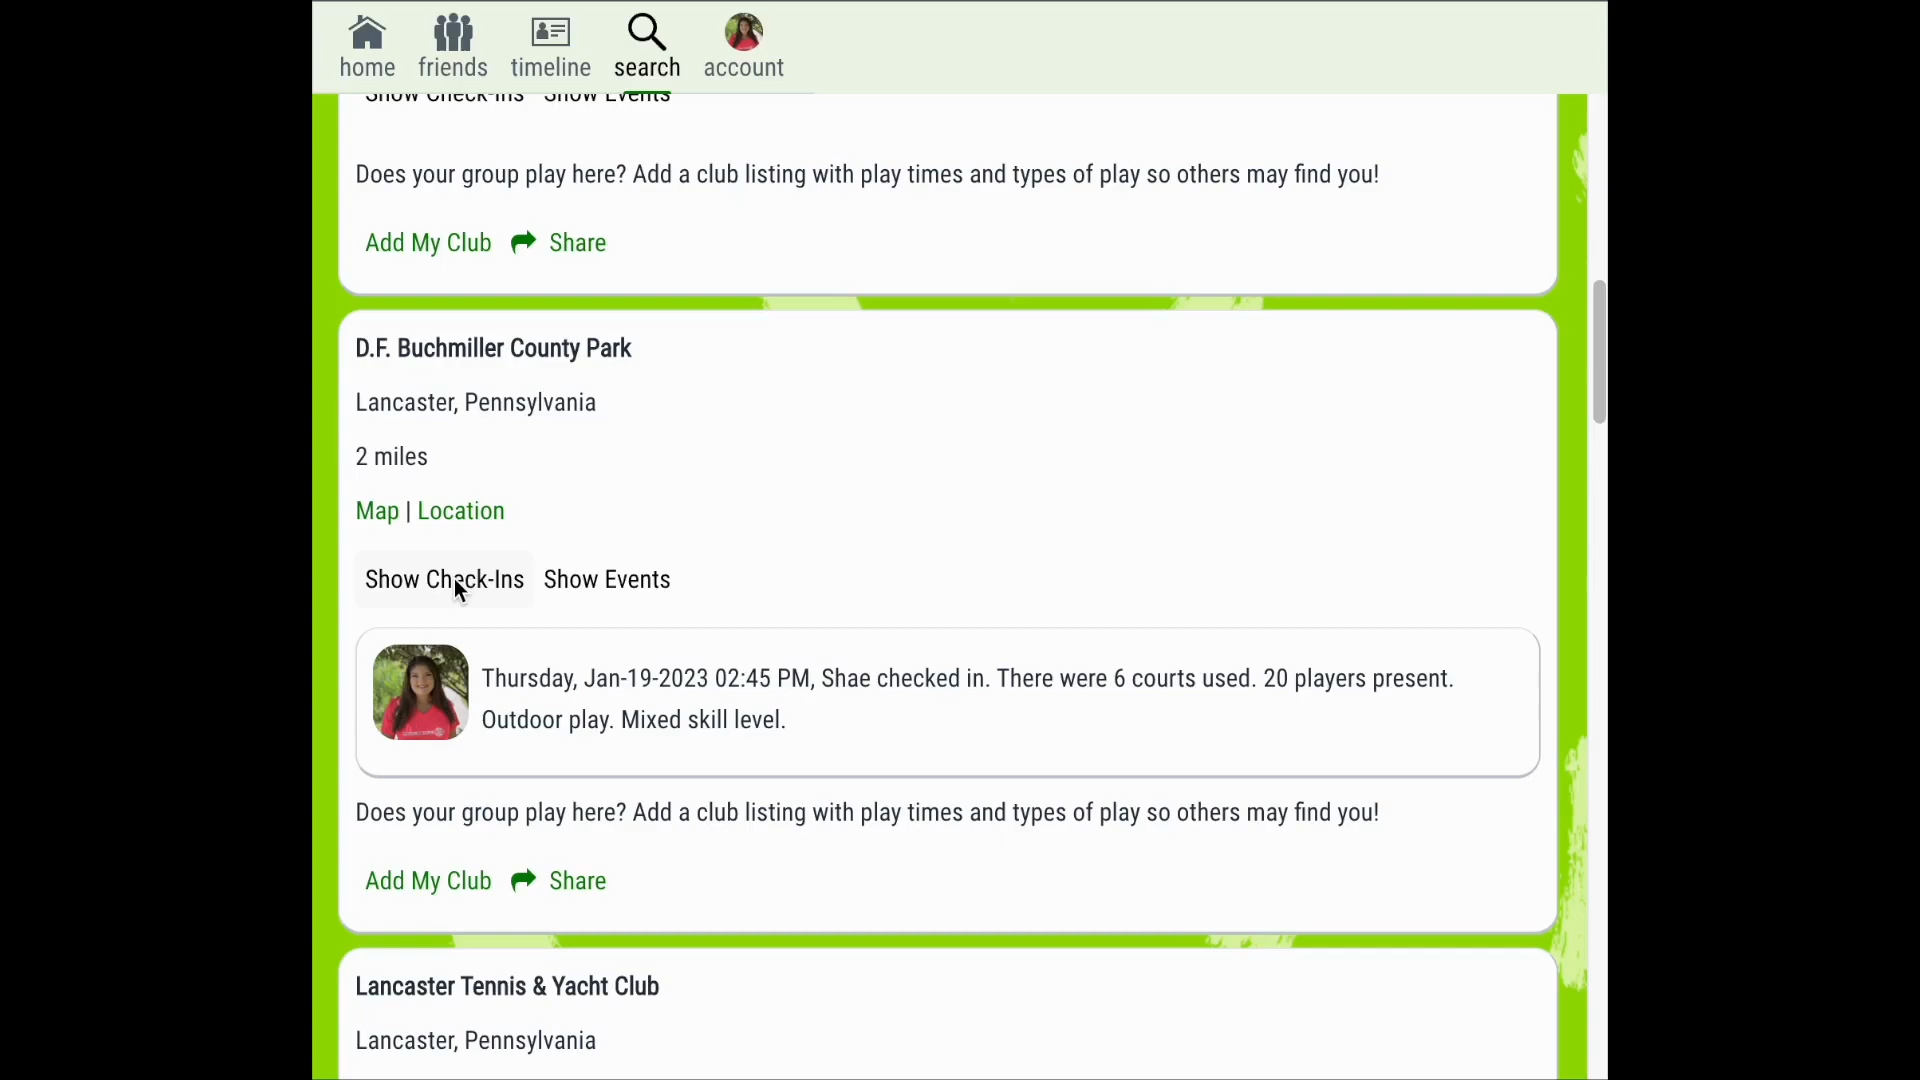 home friends timeline search account
Show Check-Ins Show Events
Does your group play here? Add a club listing with play times and types of play so others may find you!
Add My Club Share
D.F. Buchmiller County Park
Lancaster, Pennsylvania
2 miles
Map | Location
Show Check-Ins Show Events
Thursday, Jan-19-2023 02:45 PM, Shae checked in. There were 6 courts used. 20 players present.
Outdoor play. Mixed skill level.
Does your group play here? Add a club listing with play times and types of play so others may find you!
Add My Club Share
Lancaster Tennis & Yacht Club
Lancaster, Pennsylvania